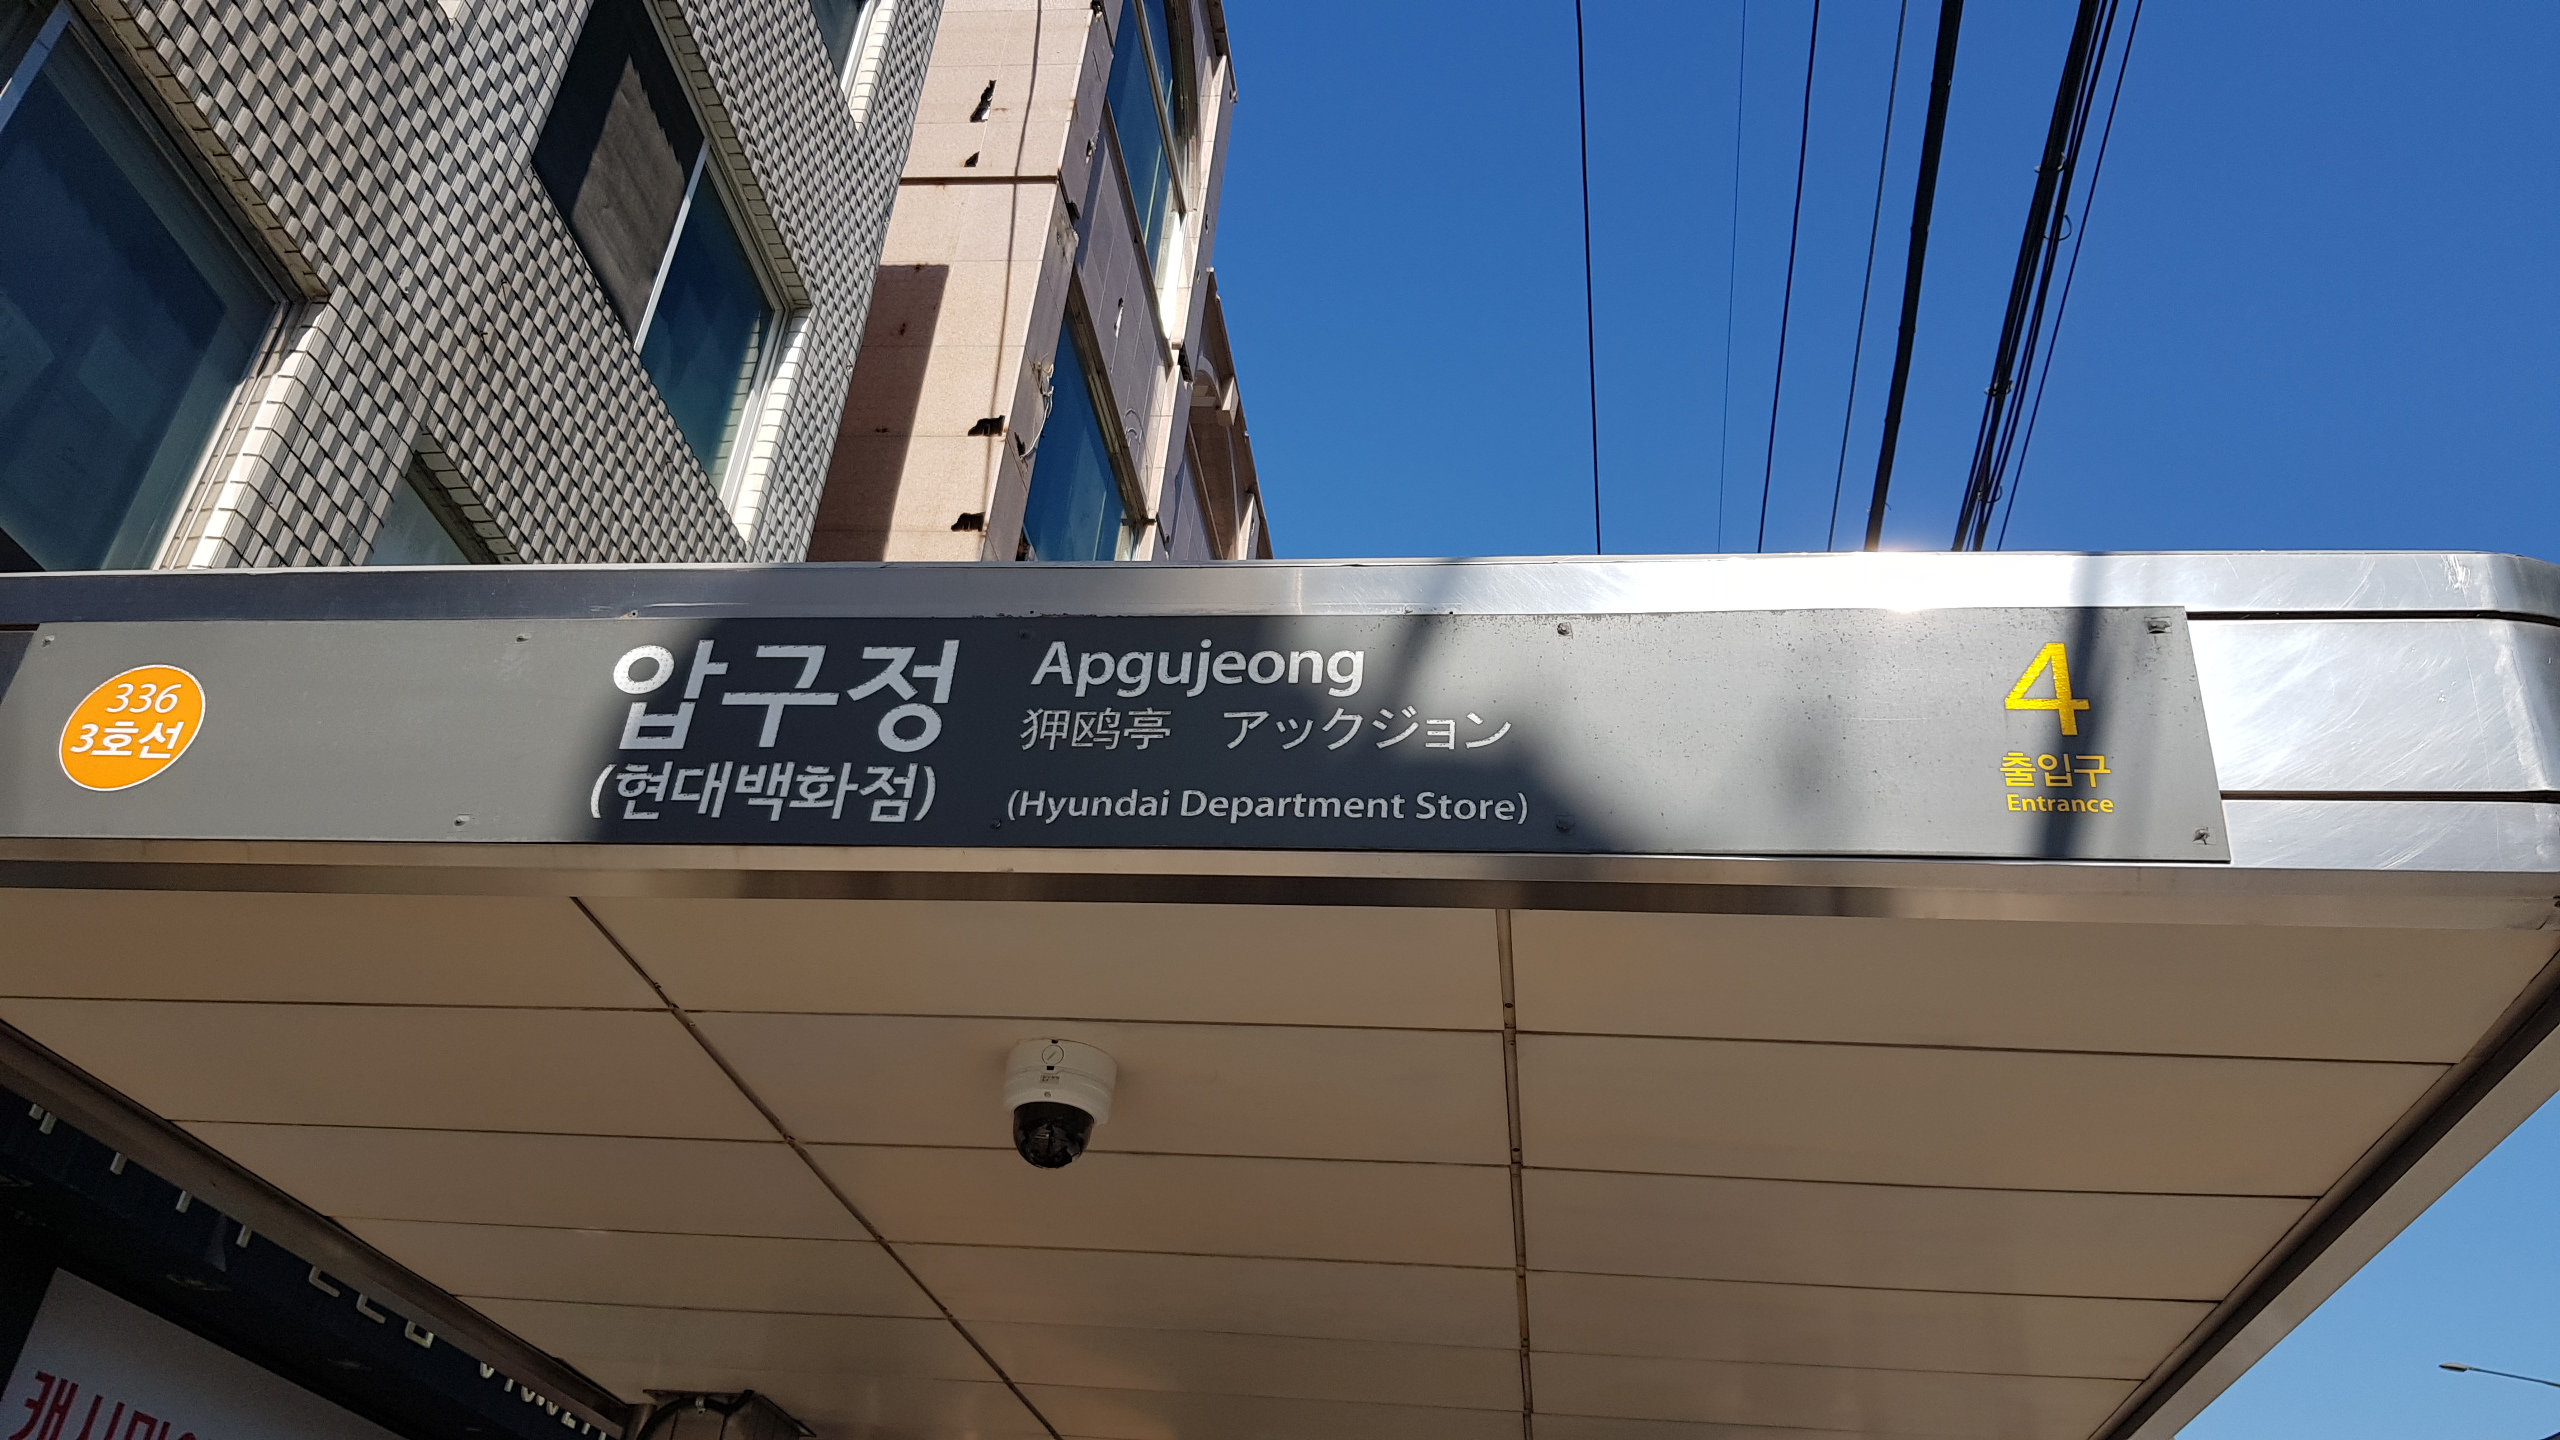 336
3호선
압구정
(현대백화점)
Apgujeong
狎鸥亭 アックジョン
(Hyundai Department Store)
4
출입구
Entrance